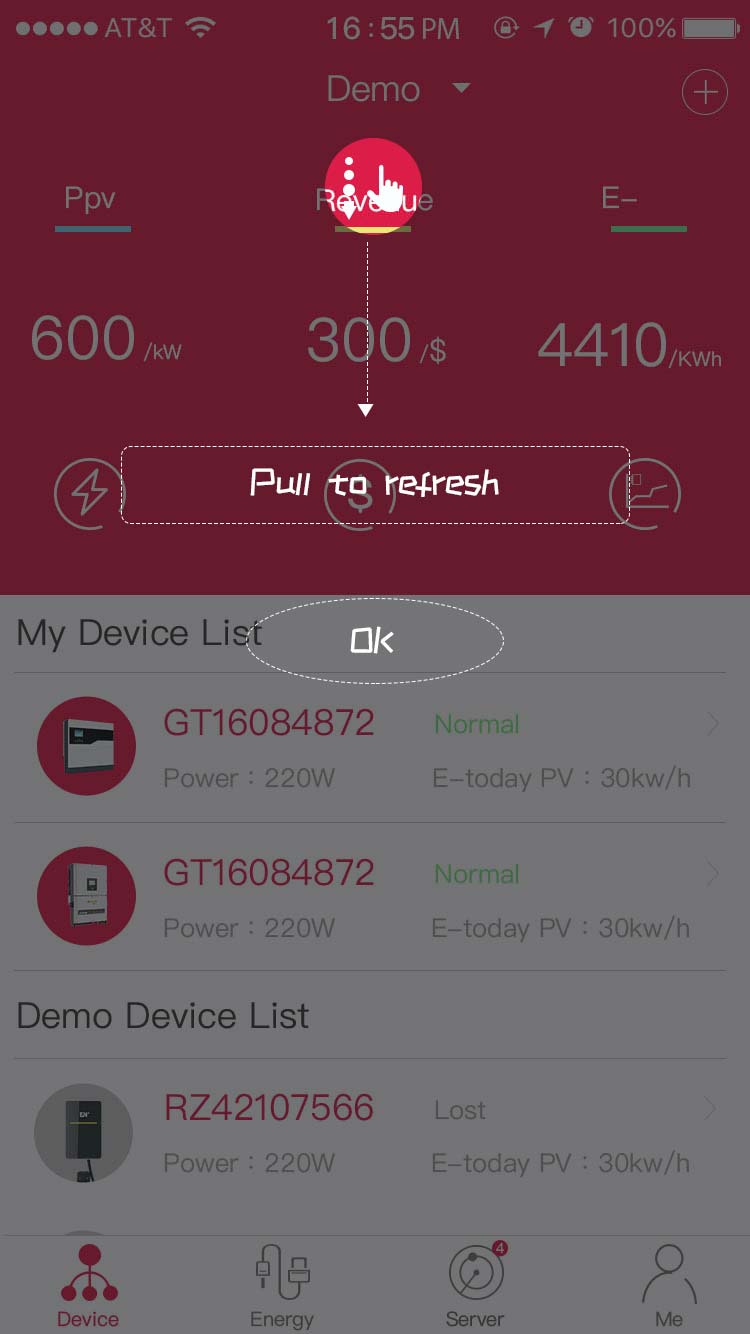 AT&T 16:55 PM 100%
Demo
Ppv Revenue E-
600 /kW 300 /$ 4410 /KWh
Pull to refresh
$
My Device List
Ok
GT16084872 Normal
Power：220W E-today PV：30kw/h
GT16084872 Normal
Power：220W E-today PV：30kw/h
Demo Device List
RZ42107566 Lost
Power：220W E-today PV：30kw/h
4
Device Energy Server Me